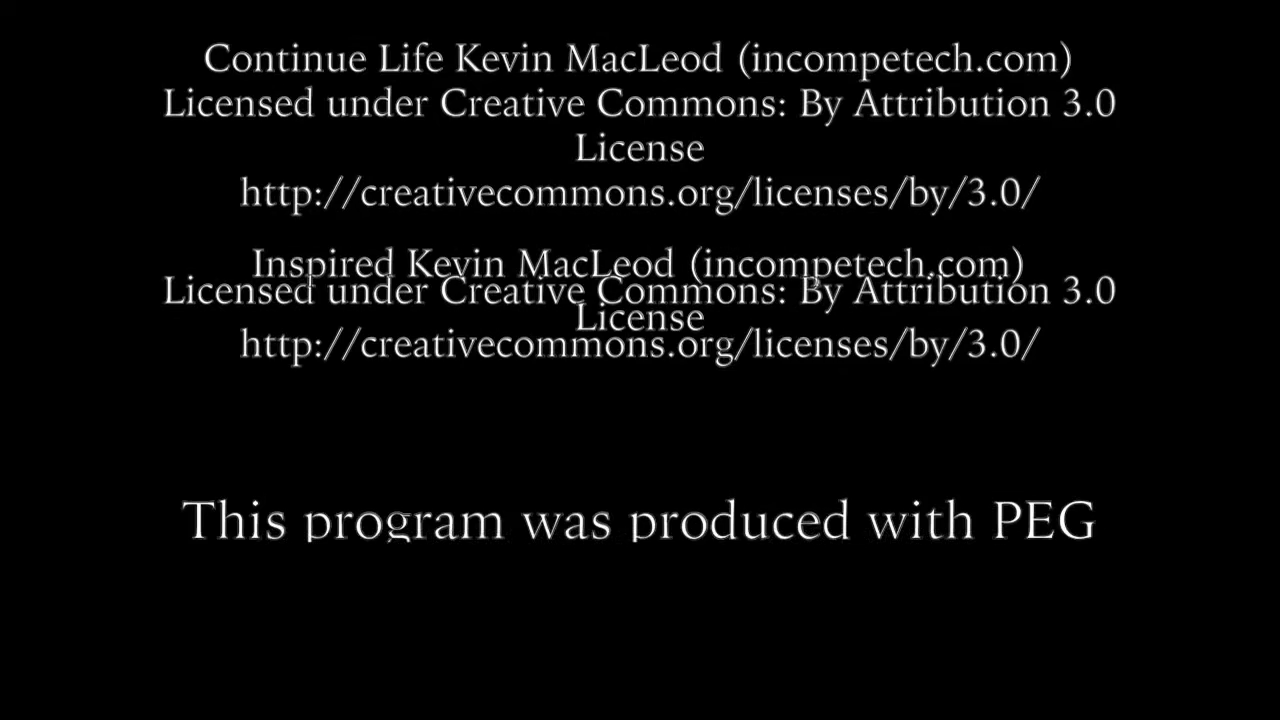 Continue Life Kevin MacLeod (incompetech.com)
Licensed under Creative Commons: By Attribution 3.0
License
http://creativecommons.org/licenses/by/3.0/
Inspired Kevin MacLeod (incompetech.com)
Licensed under Creative Commons: By Attribution 3.0
License
http://creativecommons.org/licenses/by/3.0/
This program was produced with PEG